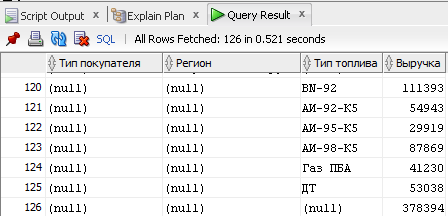 Script Output × Explain Plan × Query Result ×
SQL | All Rows Fetched: 126 in 0.521 seconds
Тип покупателя Регион Тип топлива Выручка
120 (null) (null) BN-92 111393
121 (null) (null) АИ-92-К5 54943
122 (null) (null) АИ-95-К5 29919
123 (null) (null) АИ-98-К5 87869
124 (null) (null) Газ ПБА 41230
125 (null) (null) ДТ 53038
126 (null) (null) (null) 378394